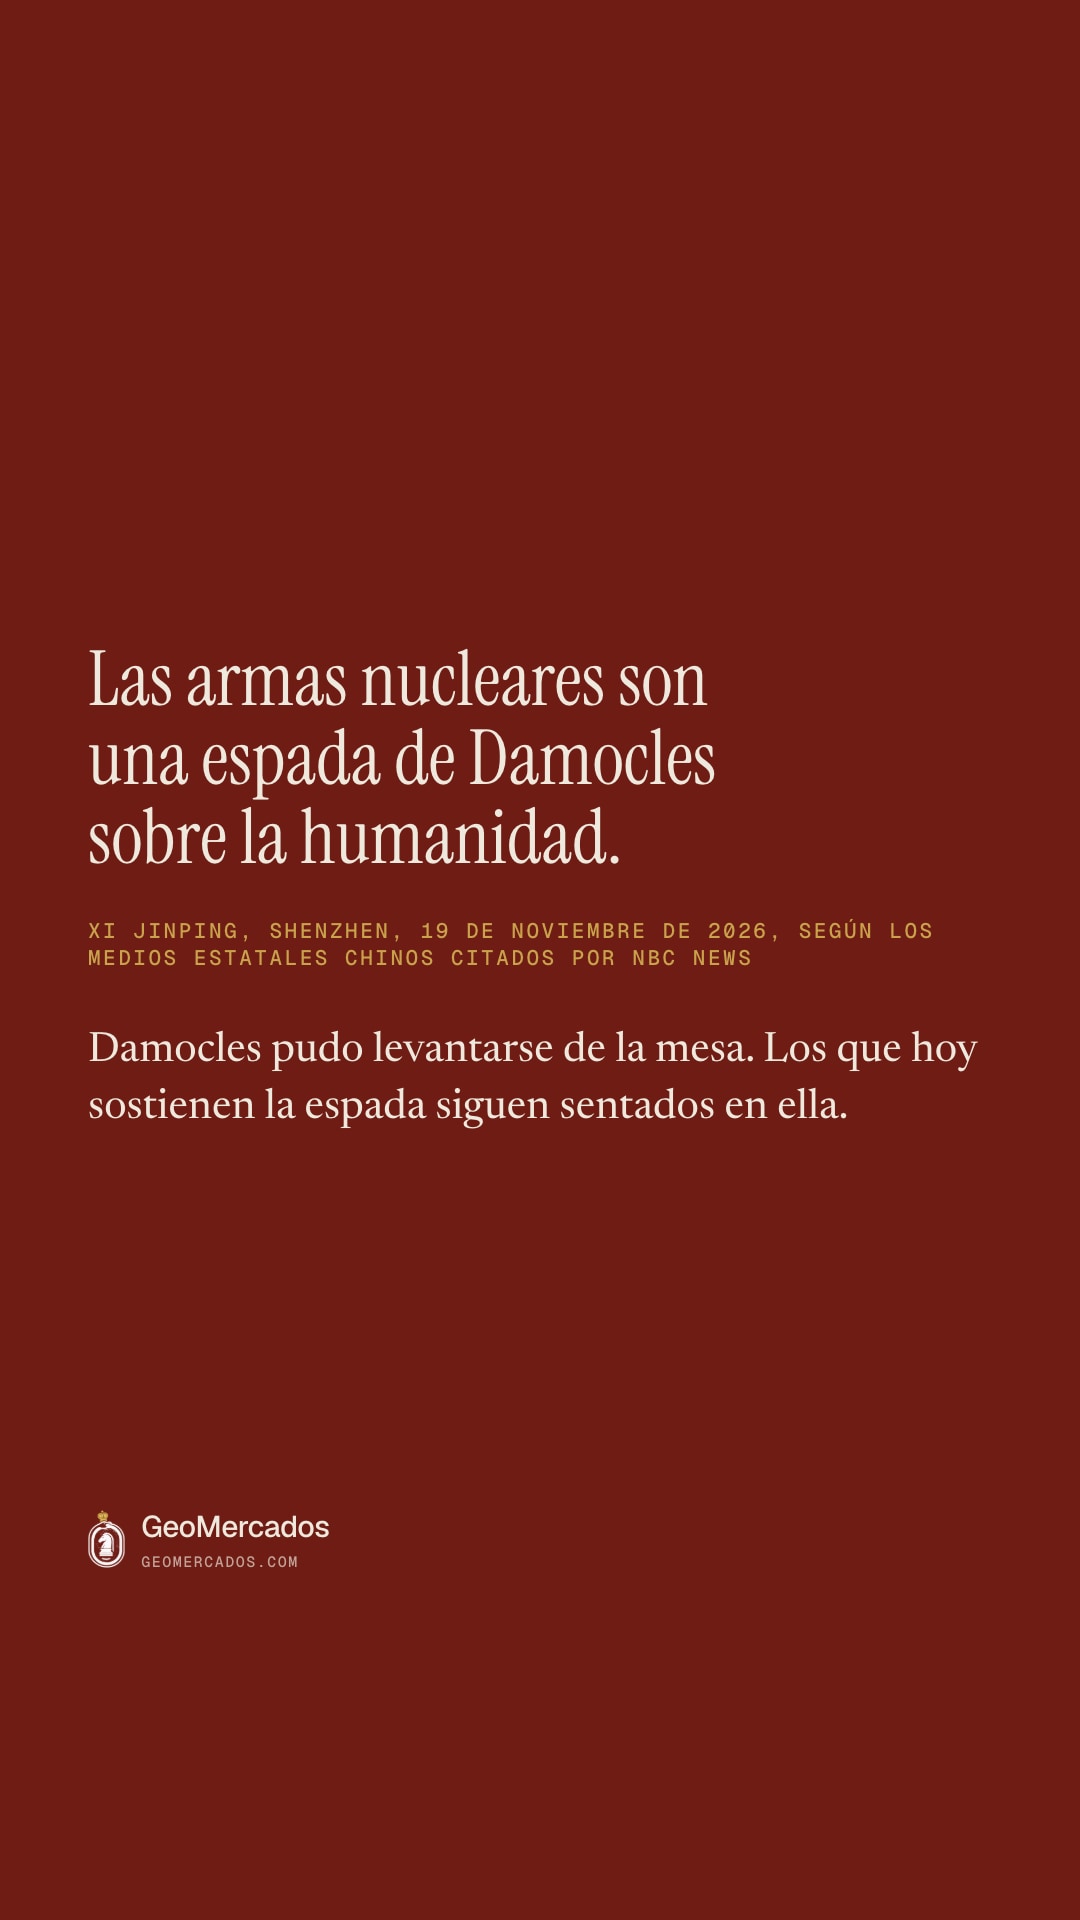 Las armas nucleares son
una espada de Damocles
sobre la humanidad.
XI JINPING, SHENZHEN, 19 DE NOVIEMBRE DE 2026, SEGÚN LOS
MEDIOS ESTATALES CHINOS CITADOS POR NBC NEWS
Damocles pudo levantarse de la mesa. Los que hoy
sostienen la espada siguen sentados en ella.
GeoMercados
GEOMERCADOS.COM